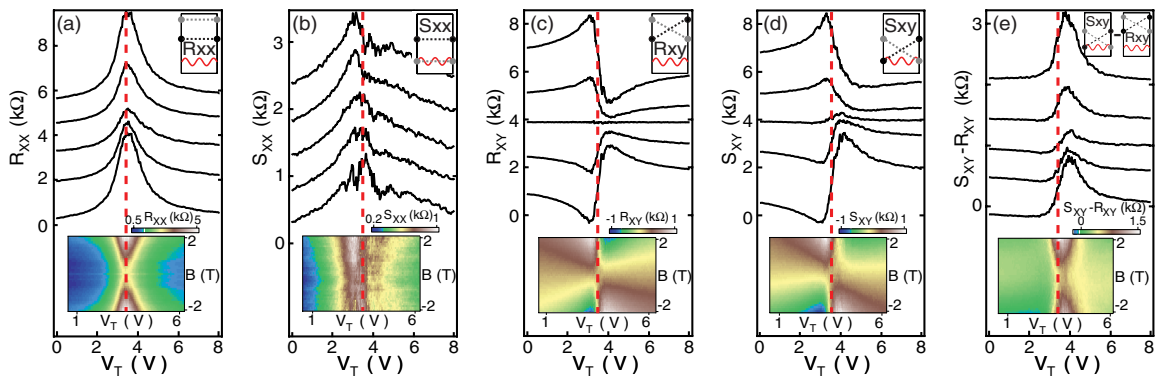 (a)
Rxx
R_XX (kΩ)
8
6
4
2
0
0.5 R_XX (kΩ) 5
2
B (T)
-2
1 V_T ( V ) 6
0 2 4 6 8
V_T ( V )
(b)
Sxx
S_XX (kΩ)
3
2
1
0
0.2 S_XX (kΩ) 1
2
B (T)
-2
1 V_T ( V ) 6
0 2 4 6 8
V_T ( V )
(c)
Rxy
R_XY (kΩ)
8
6
4
2
0
-1 R_XY (kΩ) 1
2
B (T)
-2
1 V_T ( V ) 6
0 2 4 6 8
V_T ( V )
(d)
Sxy
S_XY (kΩ)
8
6
4
2
0
-1 S_XY (kΩ) 1
2
B (T)
-2
1 V_T ( V ) 6
0 2 4 6 8
V_T ( V )
(e)
Sxy
Rxy
S_XY-R_XY (kΩ)
3
0
S_XY-R_XY (kΩ)
0 1.5
2
B (T)
-2
1 V_T ( V ) 6
0 2 4 6 8
V_T ( V )